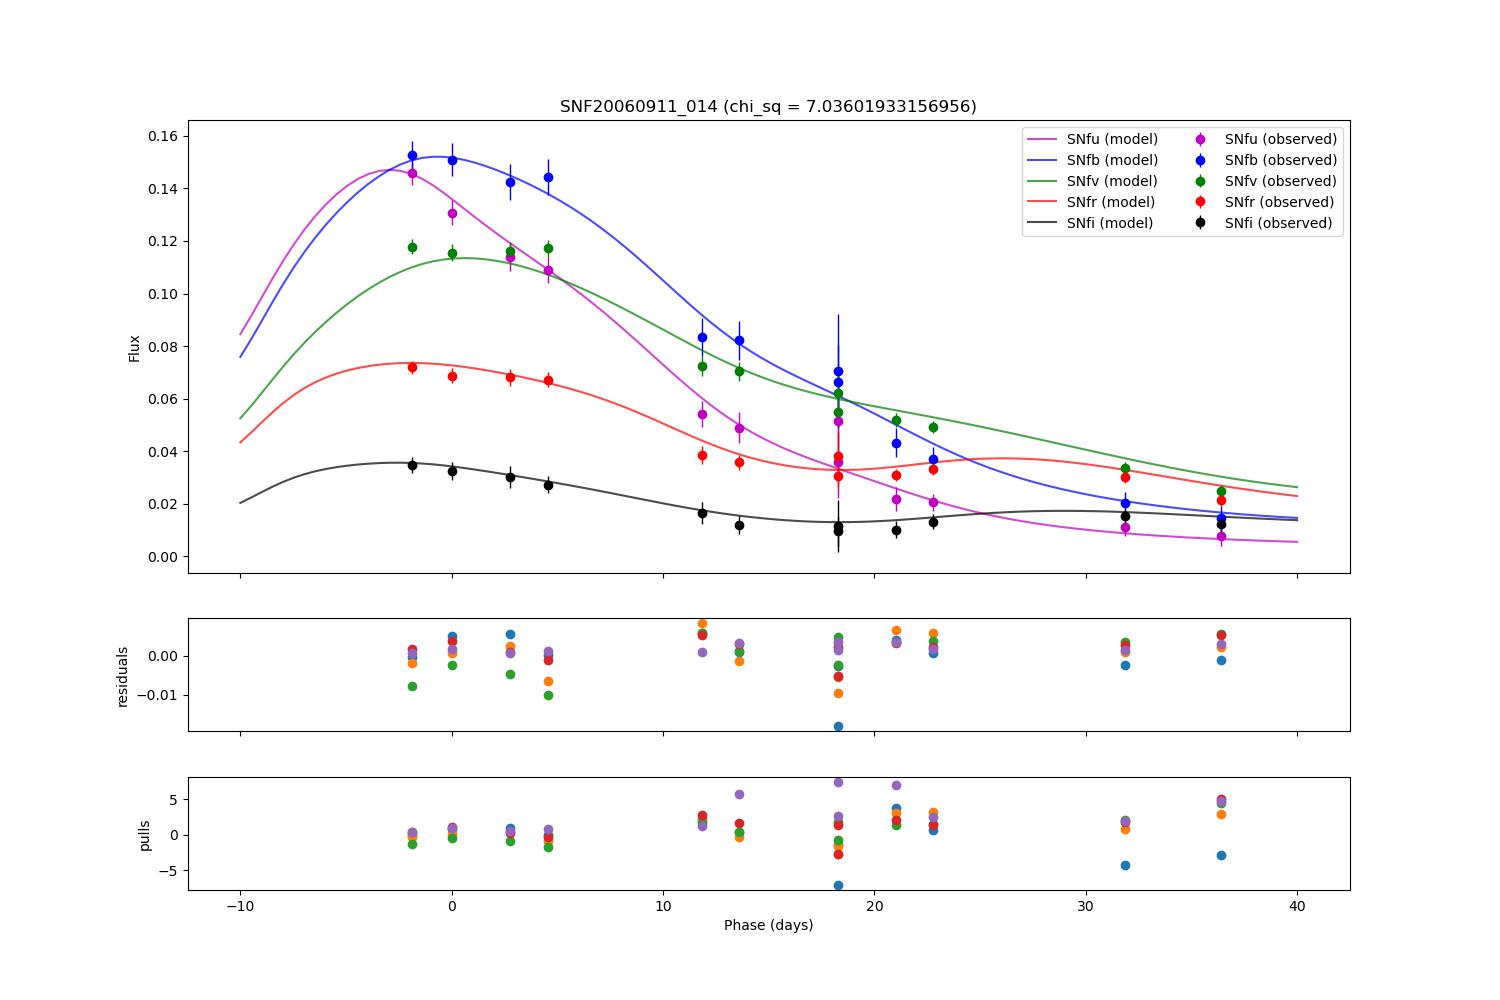 SNF20060911_014 (chi_sq = 7.03601933156956)
SNfu (model)
SNfb (model)
SNfv (model)
SNfr (model)
SNfi (model)
SNfu (observed)
SNfb (observed)
SNfv (observed)
SNfr (observed)
SNfi (observed)
Flux
0.16
0.14
0.12
0.10
0.08
0.06
0.04
0.02
0.00
residuals
0.00
−0.01
pulls
5
0
−5
−10
0
10
20
30
40
Phase (days)